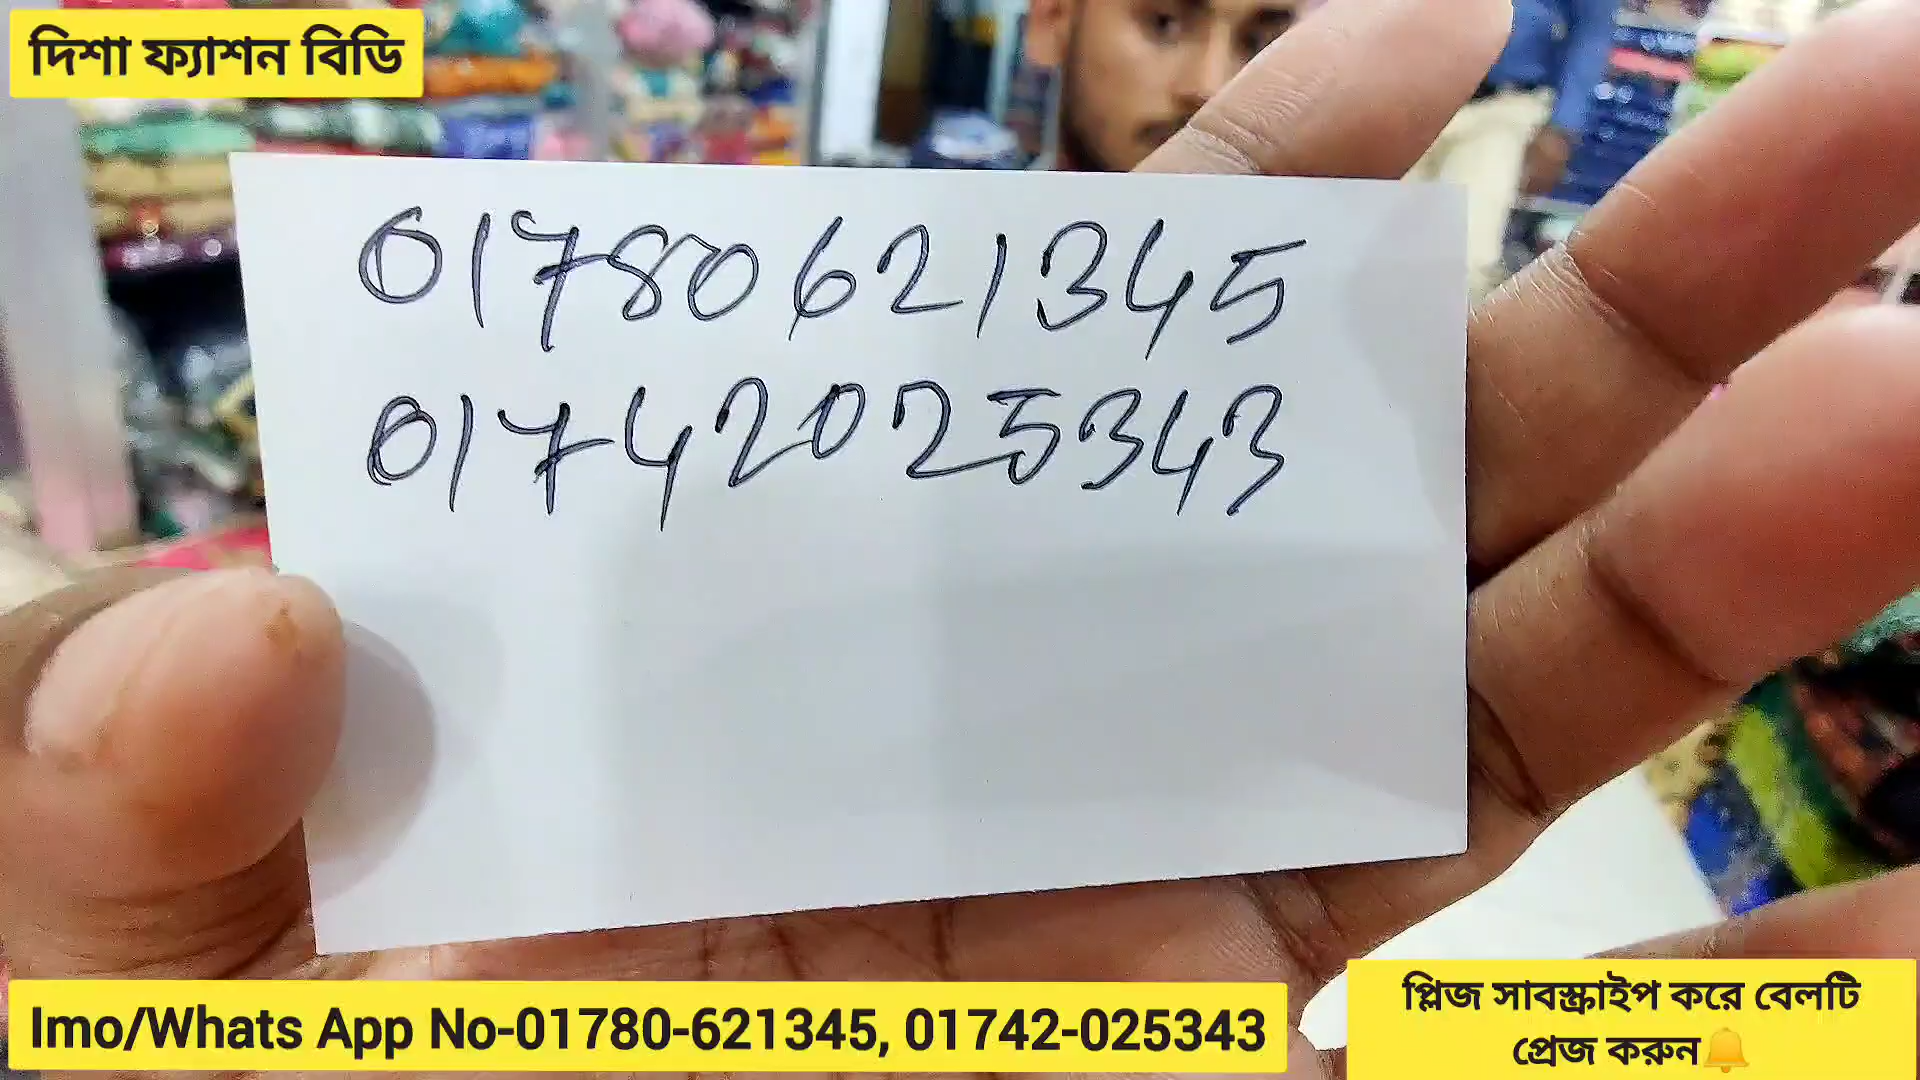 দিশা ফ্যাশন বিডি
01780621345
01742025343
Imo/Whats App No-01780-621345, 01742-025343
প্লিজ সাবস্ক্রাইপ করে বেলটি
প্রেজ করুন🔔